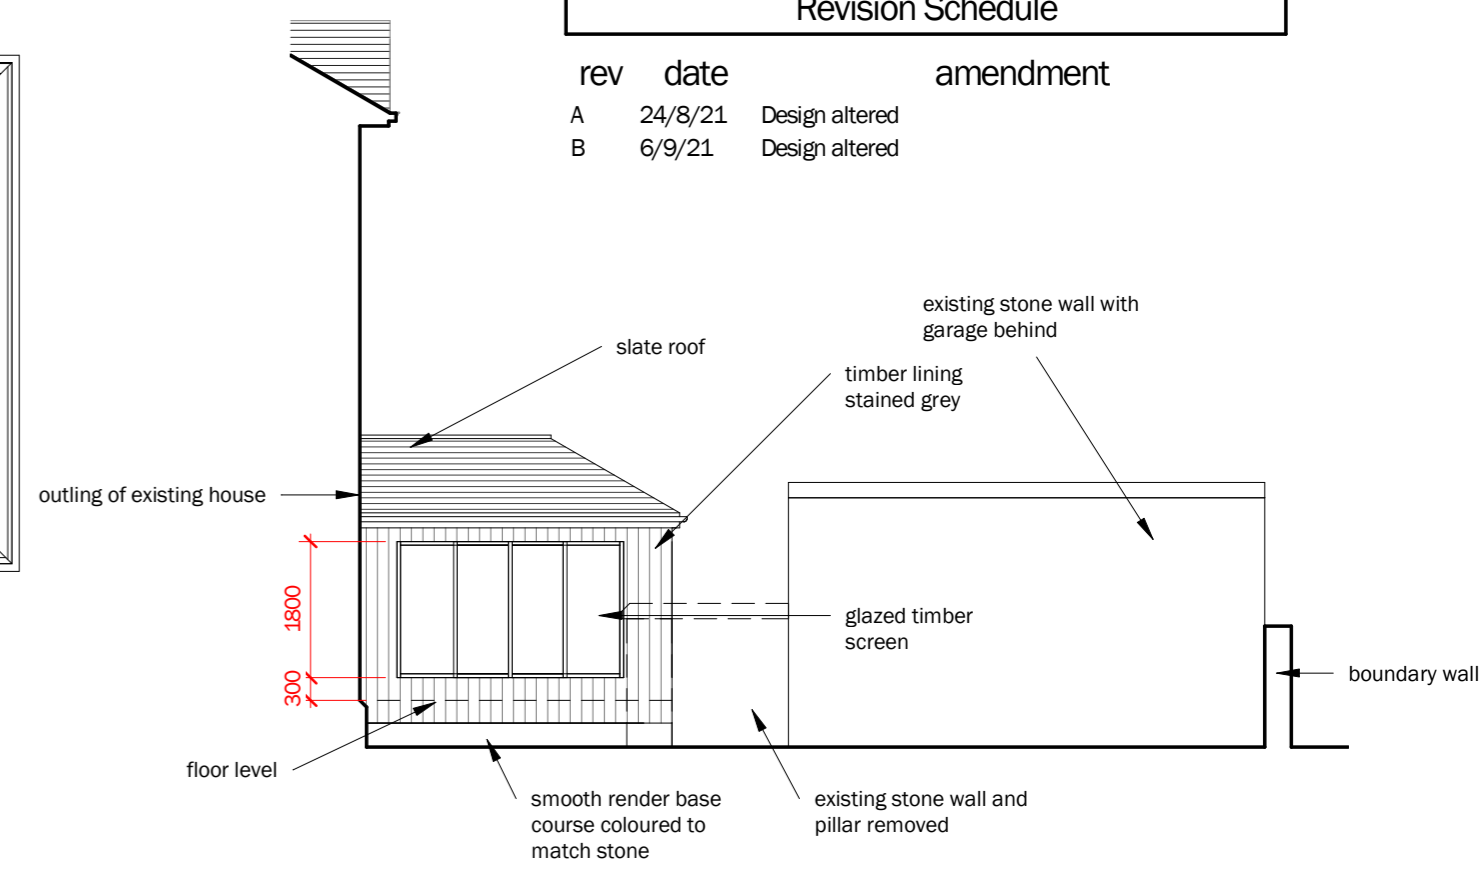 Revision Schedule
rev date amendment
A 24/8/21 Design altered
B 6/9/21 Design altered
existing stone wall with
garage behind
slate roof
timber lining
stained grey
outling of existing house
1800
glazed timber
screen
300
boundary wall
floor level
smooth render base
course coloured to
match stone
existing stone wall and
pillar removed